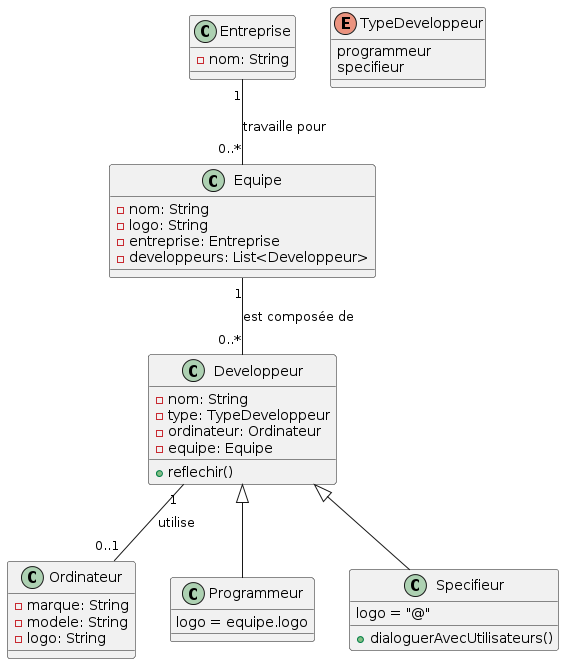 C Entreprise
nom: String
E TypeDeveloppeur
programmeur
specifieur
1
travaille pour
0..*
C Equipe
nom: String
logo: String
entreprise: Entreprise
developpeurs: List<Developpeur>
1
est composée de
0..*
C Developpeur
nom: String
type: TypeDeveloppeur
ordinateur: Ordinateur
equipe: Equipe
reflechir()
1
utilise
0..1
C Ordinateur
marque: String
modele: String
logo: String
C Programmeur
logo = equipe.logo
C Specifieur
logo = "@"
dialoguerAvecUtilisateurs()